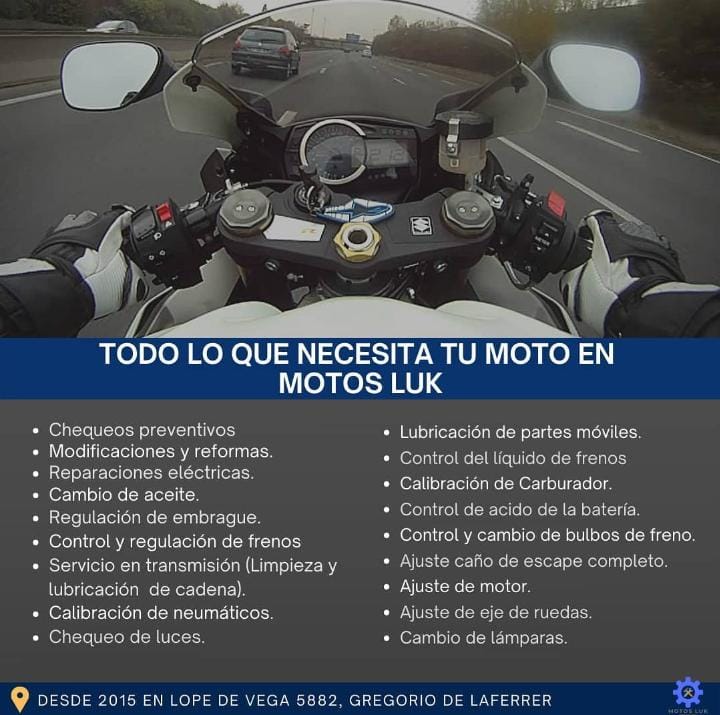 TODO LO QUE NECESITA TU MOTO EN
MOTOS LUK
• Chequeos preventivos
• Modificaciones y reformas.
• Reparaciones eléctricas.
• Cambio de aceite.
• Regulación de embrague.
• Control y regulación de frenos
• Servicio en transmisión (Limpieza y
lubricación de cadena).
• Calibración de neumáticos.
• Chequeo de luces.
• Lubricación de partes móviles.
• Control del líquido de frenos
• Calibración de Carburador.
• Control de acido de la batería.
• Control y cambio de bulbos de freno.
• Ajuste caño de escape completo.
• Ajuste de motor.
• Ajuste de eje de ruedas.
• Cambio de lámparas.
DESDE 2015 EN LOPE DE VEGA 5882, GREGORIO DE LAFERRER
MOTOS LUK